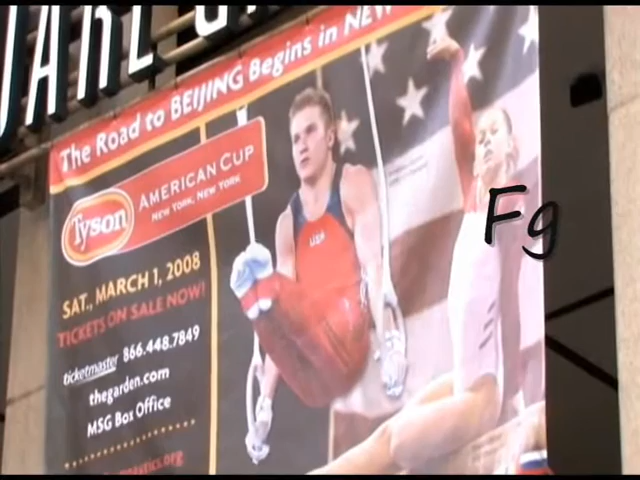 The Road to BEIJING Begins in NEW
Tyson
AMERICAN CUP
NEW YORK, NEW YORK
SAT., MARCH 1, 2008
TICKETS ON SALE NOW!
ticketmaster 866.448.7849
thegarden.com
MSG Box Office
USA
Fg